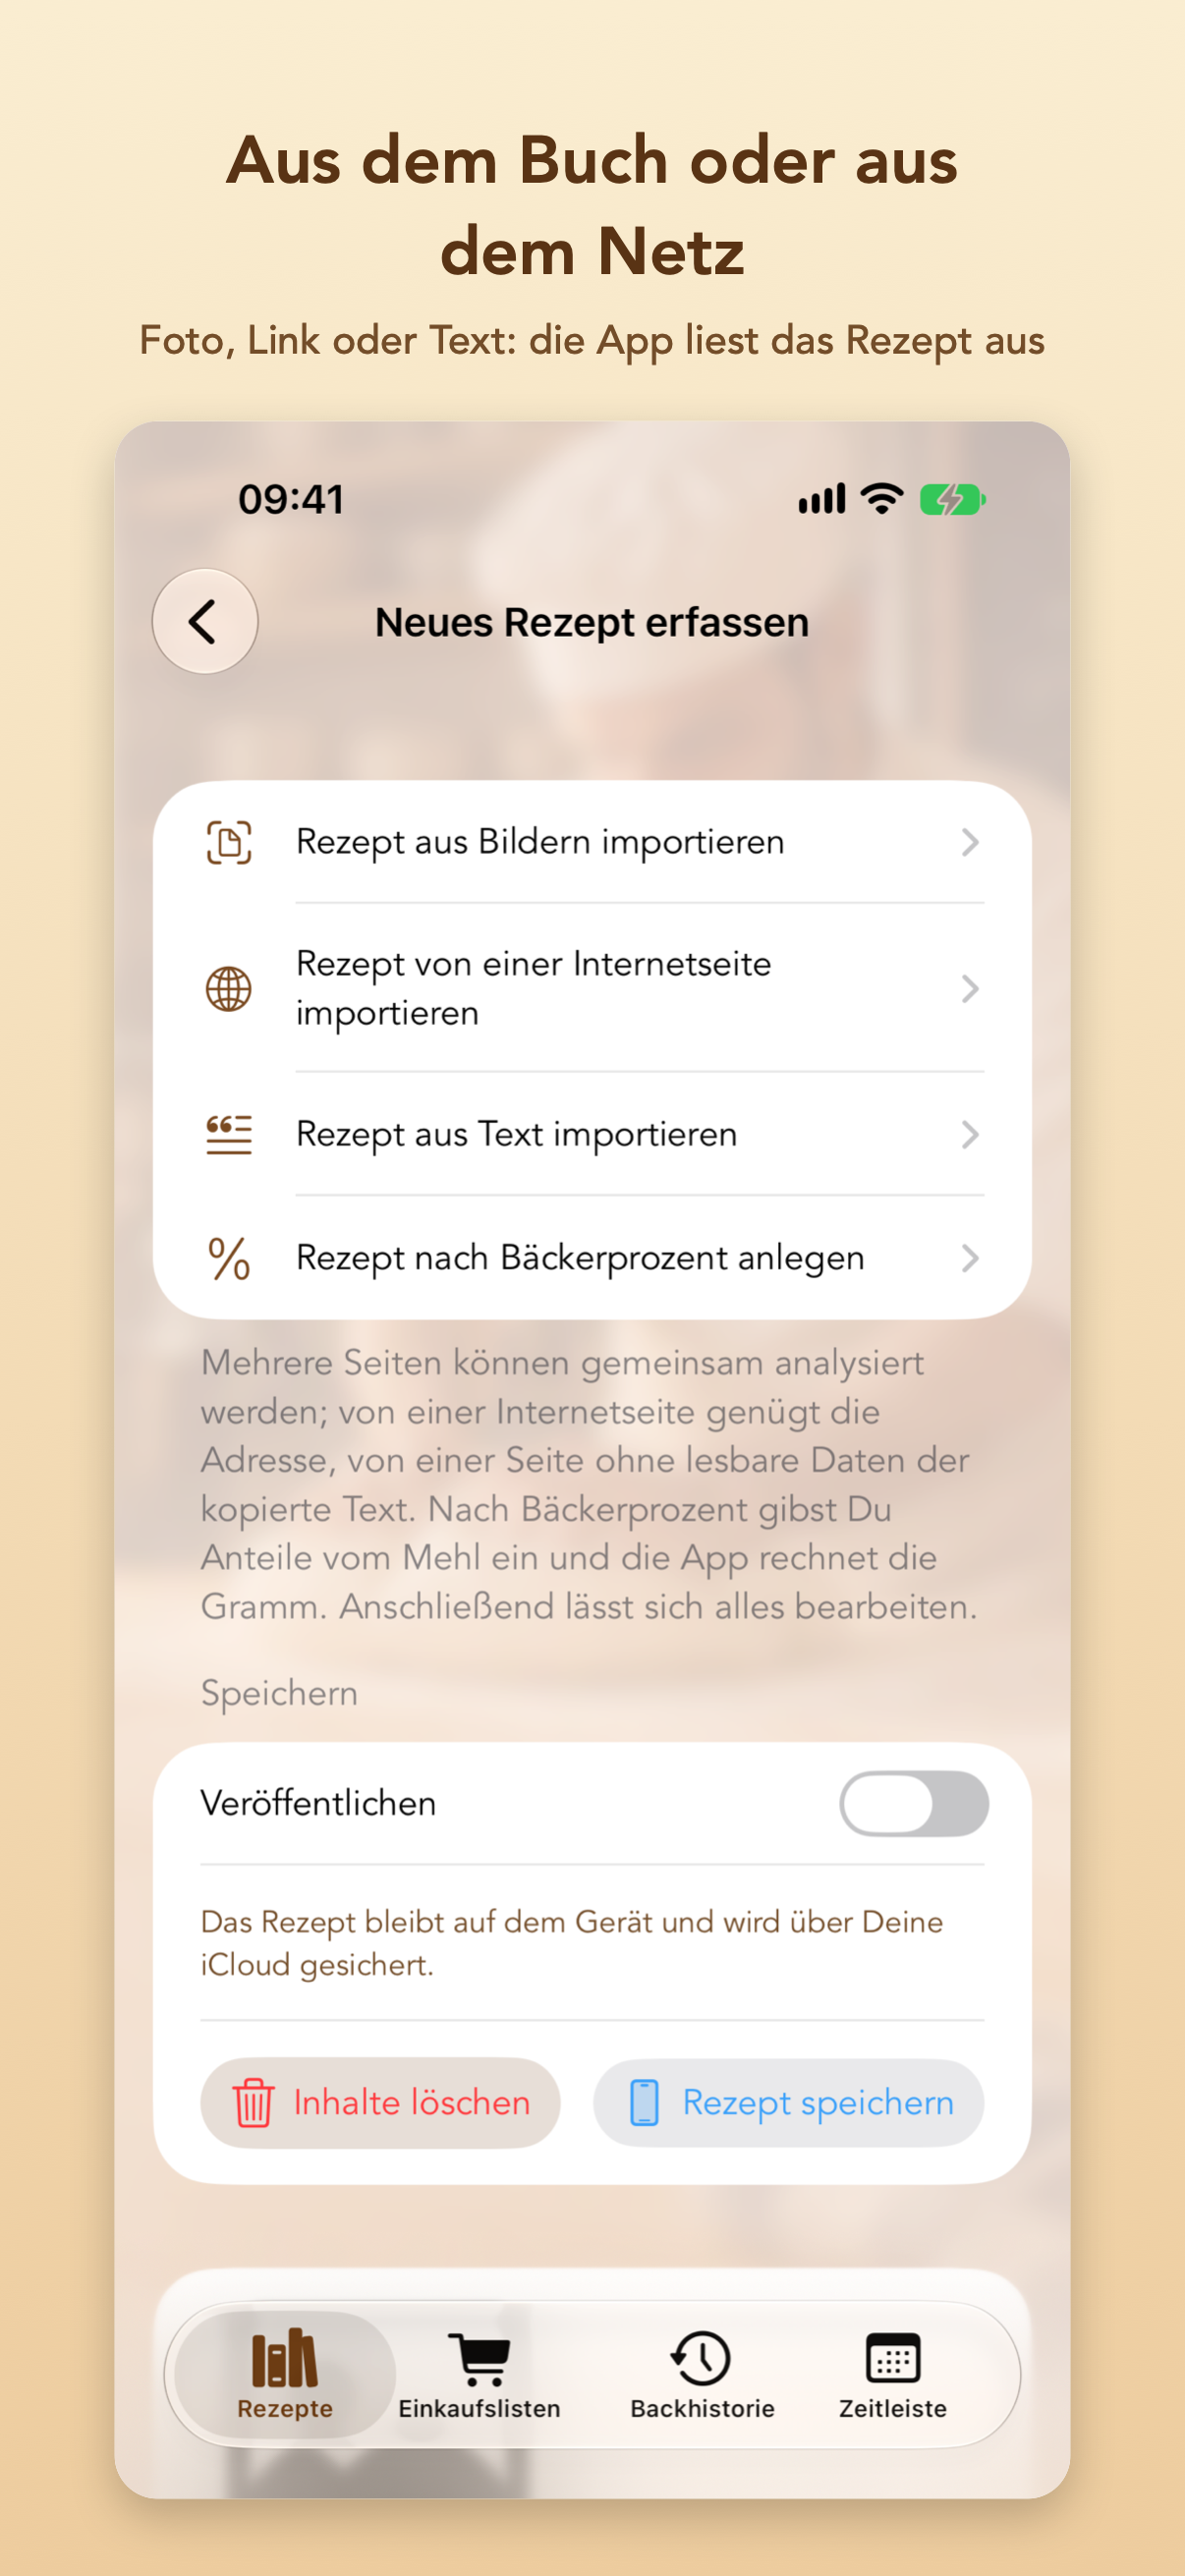 Aus dem Buch oder aus
dem Netz
Foto, Link oder Text: die App liest das Rezept aus
09:41
Neues Rezept erfassen
Rezept aus Bildern importieren
Rezept von einer Internetseite
importieren
Rezept aus Text importieren
Rezept nach Bäckerprozent anlegen
Mehrere Seiten können gemeinsam analysiert
werden; von einer Internetseite genügt die
Adresse, von einer Seite ohne lesbare Daten der
kopierte Text. Nach Bäckerprozent gibst Du
Anteile vom Mehl ein und die App rechnet die
Gramm. Anschließend lässt sich alles bearbeiten.
Speichern
Veröffentlichen
Das Rezept bleibt auf dem Gerät und wird über Deine
iCloud gesichert.
Inhalte löschen
Rezept speichern
Rezepte
Einkaufslisten
Backhistorie
Zeitleiste